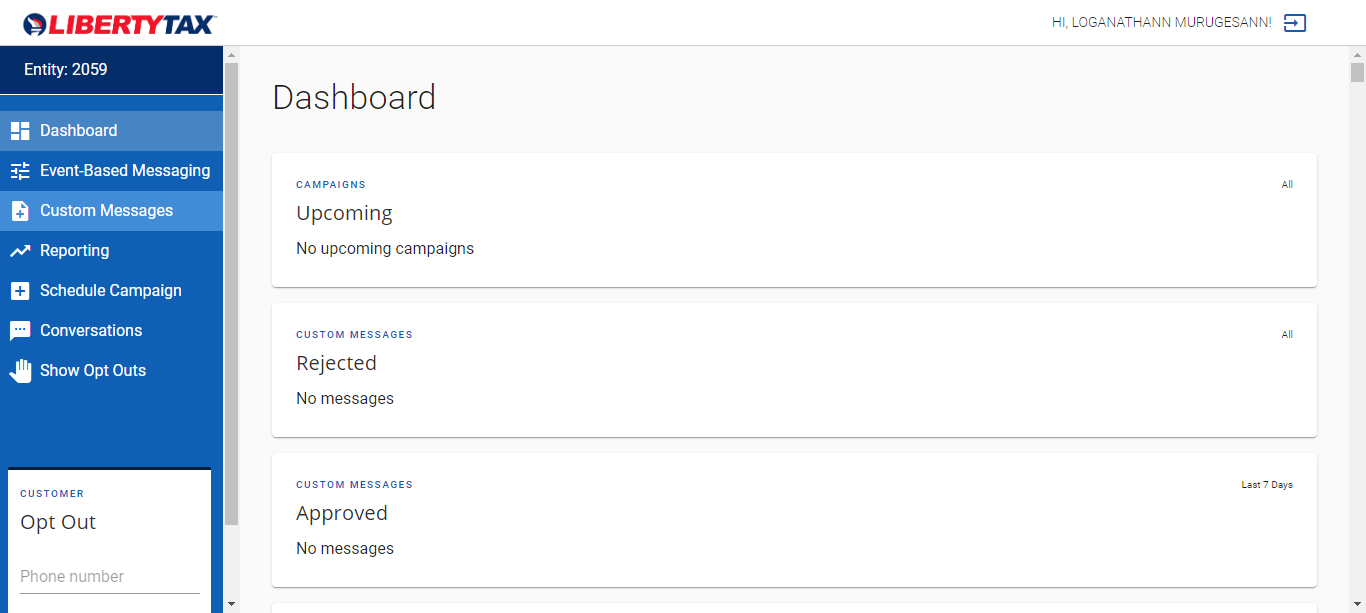 LIBERTYTAX
HI, LOGANATHANN MURUGESANN!
Entity: 2059
Dashboard
Event-Based Messaging
Custom Messages
Reporting
Schedule Campaign
Conversations
Show Opt Outs
CUSTOMER
Opt Out
Phone number
Dashboard
CAMPAIGNS
All
Upcoming
No upcoming campaigns
CUSTOM MESSAGES
All
Rejected
No messages
CUSTOM MESSAGES
Last 7 Days
Approved
No messages